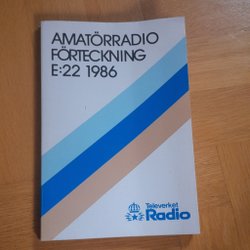 AMATÖRRADIO
FÖRTECKNING
E:22 1986
Televerket
Radio